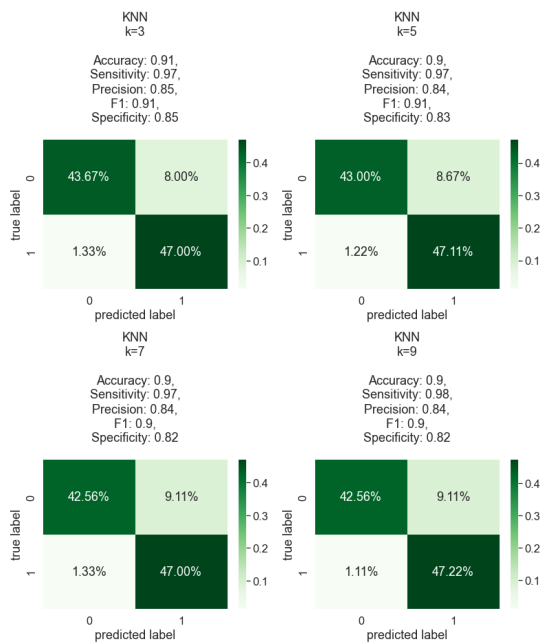 KNN
k=3
Accuracy: 0.91,
Sensitivity: 0.97,
Precision: 0.85,
F1: 0.91,
Specificity: 0.85
0
43.67%
8.00%
1
1.33%
47.00%
true label
0
1
predicted label
0.4
0.3
0.2
0.1
KNN
k=5
Accuracy: 0.9,
Sensitivity: 0.97,
Precision: 0.84,
F1: 0.91,
Specificity: 0.83
0
43.00%
8.67%
1
1.22%
47.11%
true label
0
1
predicted label
0.4
0.3
0.2
0.1
KNN
k=7
Accuracy: 0.9,
Sensitivity: 0.97,
Precision: 0.84,
F1: 0.9,
Specificity: 0.82
0
42.56%
9.11%
1
1.33%
47.00%
true label
0
1
predicted label
0.4
0.3
0.2
0.1
KNN
k=9
Accuracy: 0.9,
Sensitivity: 0.98,
Precision: 0.84,
F1: 0.9,
Specificity: 0.82
0
42.56%
9.11%
1
1.11%
47.22%
true label
0
1
predicted label
0.4
0.3
0.2
0.1